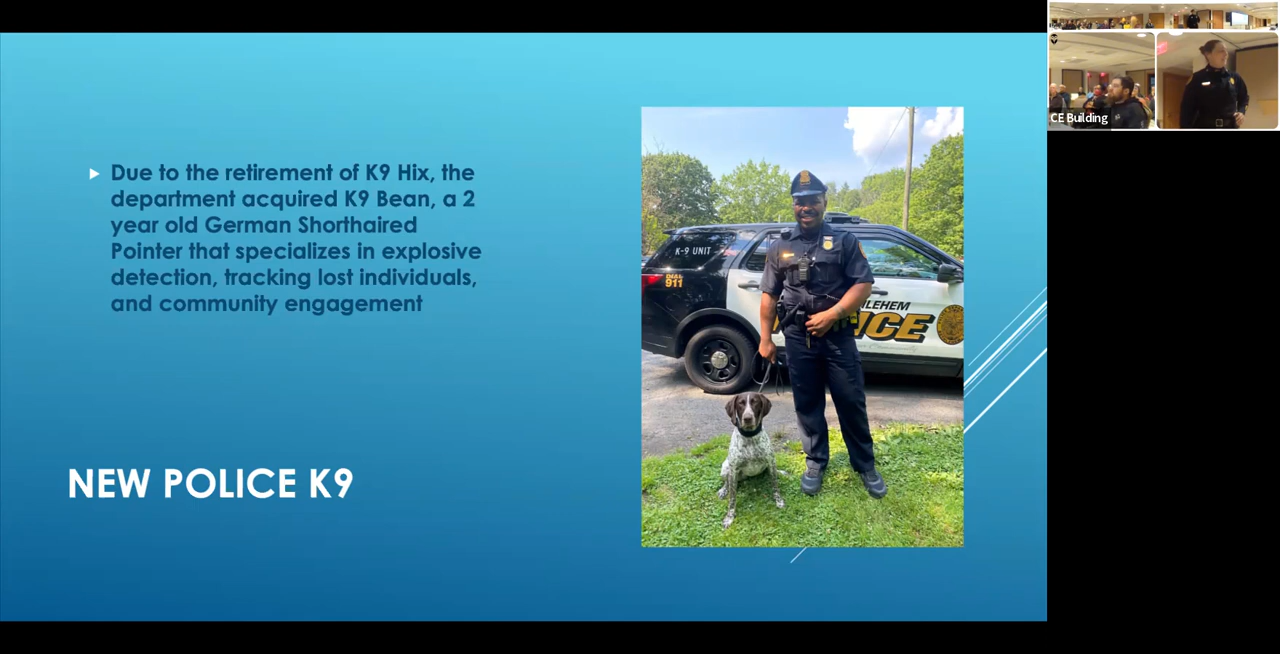 Due to the retirement of K9 Hix, the
department acquired K9 Bean, a 2
year old German Shorthaired
Pointer that specializes in explosive
detection, tracking lost individuals,
and community engagement
NEW POLICE K9
K-9 UNIT
DIAL
911
LEHEM
CE Building